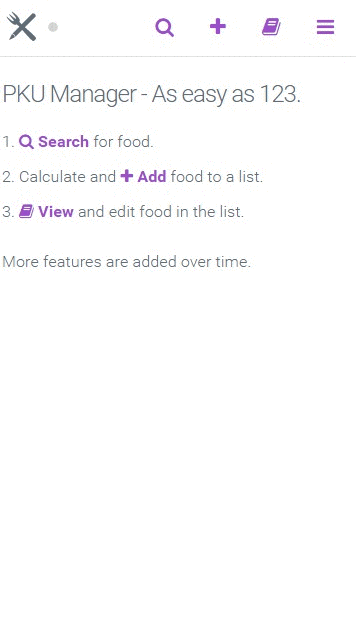 PKU Manager - As easy as 123.
1. Search for food.
2. Calculate and Add food to a list.
3. View and edit food in the list.
More features are added over time.